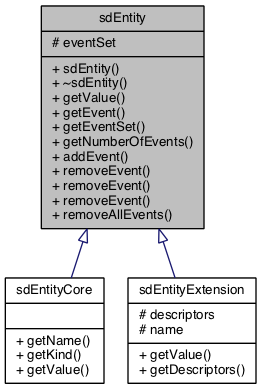 sdEntity
# eventSet
+ sdEntity()
+ ~sdEntity()
+ getValue()
+ getEvent()
+ getEventSet()
+ getNumberOfEvents()
+ addEvent()
+ removeEvent()
+ removeEvent()
+ removeEvent()
+ removeAllEvents()
sdEntityCore
+ getName()
+ getKind()
+ getValue()
sdEntityExtension
# descriptors
# name
+ getValue()
+ getDescriptors()